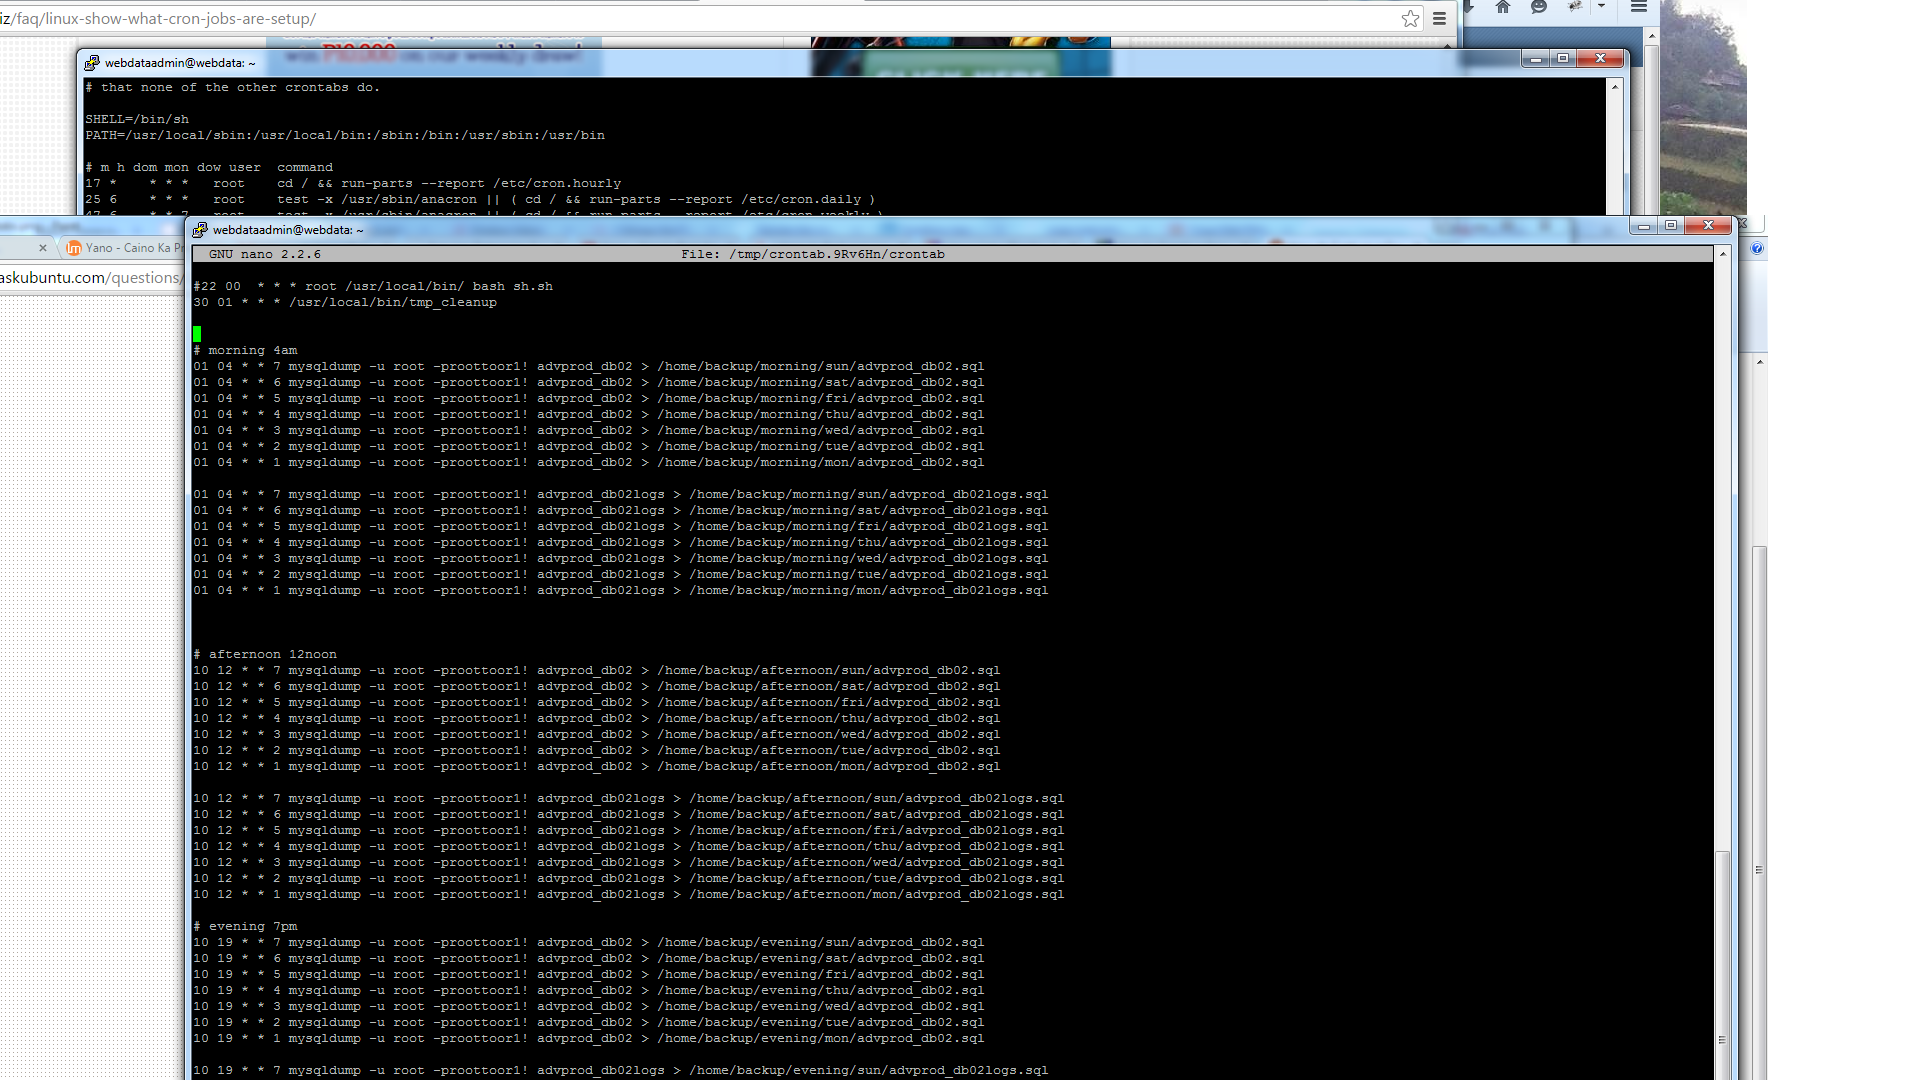 iz/faq/linux-show-what-cron-jobs-are-setup/
win P10,000 on our weekly draw!
webdataadmin@webdata: ~
# that none of the other crontabs do.
SHELL=/bin/sh
PATH=/usr/local/sbin:/usr/local/bin:/sbin:/bin:/usr/sbin:/usr/bin
# m h dom mon dow user  command
17 *    * * *   root    cd / && run-parts --report /etc/cron.hourly
25 6    * * *   root    test -x /usr/sbin/anacron || ( cd / && run-parts --report /etc/cron.daily )
47 6    * * 7   root    test -x /usr/sbin/anacron || ( cd / && run-parts --report /etc/cron.weekly )
webdataadmin@webdata: ~
Yano - Caino Ka P
askubuntu.com/questions/
GNU nano 2.2.6    File: /tmp/crontab.9Rv6Hn/crontab
#22 00  * * * root /usr/local/bin/ bash sh.sh
30 01 * * * /usr/local/bin/tmp_cleanup
# morning 4am
01 04 * * 7 mysqldump -u root -proottoor1! advprod_db02 > /home/backup/morning/sun/advprod_db02.sql
01 04 * * 6 mysqldump -u root -proottoor1! advprod_db02 > /home/backup/morning/sat/advprod_db02.sql
01 04 * * 5 mysqldump -u root -proottoor1! advprod_db02 > /home/backup/morning/fri/advprod_db02.sql
01 04 * * 4 mysqldump -u root -proottoor1! advprod_db02 > /home/backup/morning/thu/advprod_db02.sql
01 04 * * 3 mysqldump -u root -proottoor1! advprod_db02 > /home/backup/morning/wed/advprod_db02.sql
01 04 * * 2 mysqldump -u root -proottoor1! advprod_db02 > /home/backup/morning/tue/advprod_db02.sql
01 04 * * 1 mysqldump -u root -proottoor1! advprod_db02 > /home/backup/morning/mon/advprod_db02.sql
01 04 * * 7 mysqldump -u root -proottoor1! advprod_db02logs > /home/backup/morning/sun/advprod_db02logs.sql
01 04 * * 6 mysqldump -u root -proottoor1! advprod_db02logs > /home/backup/morning/sat/advprod_db02logs.sql
01 04 * * 5 mysqldump -u root -proottoor1! advprod_db02logs > /home/backup/morning/fri/advprod_db02logs.sql
01 04 * * 4 mysqldump -u root -proottoor1! advprod_db02logs > /home/backup/morning/thu/advprod_db02logs.sql
01 04 * * 3 mysqldump -u root -proottoor1! advprod_db02logs > /home/backup/morning/wed/advprod_db02logs.sql
01 04 * * 2 mysqldump -u root -proottoor1! advprod_db02logs > /home/backup/morning/tue/advprod_db02logs.sql
01 04 * * 1 mysqldump -u root -proottoor1! advprod_db02logs > /home/backup/morning/mon/advprod_db02logs.sql
# afternoon 12noon
10 12 * * 7 mysqldump -u root -proottoor1! advprod_db02 > /home/backup/afternoon/sun/advprod_db02.sql
10 12 * * 6 mysqldump -u root -proottoor1! advprod_db02 > /home/backup/afternoon/sat/advprod_db02.sql
10 12 * * 5 mysqldump -u root -proottoor1! advprod_db02 > /home/backup/afternoon/fri/advprod_db02.sql
10 12 * * 4 mysqldump -u root -proottoor1! advprod_db02 > /home/backup/afternoon/thu/advprod_db02.sql
10 12 * * 3 mysqldump -u root -proottoor1! advprod_db02 > /home/backup/afternoon/wed/advprod_db02.sql
10 12 * * 2 mysqldump -u root -proottoor1! advprod_db02 > /home/backup/afternoon/tue/advprod_db02.sql
10 12 * * 1 mysqldump -u root -proottoor1! advprod_db02 > /home/backup/afternoon/mon/advprod_db02.sql
10 12 * * 7 mysqldump -u root -proottoor1! advprod_db02logs > /home/backup/afternoon/sun/advprod_db02logs.sql
10 12 * * 6 mysqldump -u root -proottoor1! advprod_db02logs > /home/backup/afternoon/sat/advprod_db02logs.sql
10 12 * * 5 mysqldump -u root -proottoor1! advprod_db02logs > /home/backup/afternoon/fri/advprod_db02logs.sql
10 12 * * 4 mysqldump -u root -proottoor1! advprod_db02logs > /home/backup/afternoon/thu/advprod_db02logs.sql
10 12 * * 3 mysqldump -u root -proottoor1! advprod_db02logs > /home/backup/afternoon/wed/advprod_db02logs.sql
10 12 * * 2 mysqldump -u root -proottoor1! advprod_db02logs > /home/backup/afternoon/tue/advprod_db02logs.sql
10 12 * * 1 mysqldump -u root -proottoor1! advprod_db02logs > /home/backup/afternoon/mon/advprod_db02logs.sql
# evening 7pm
10 19 * * 7 mysqldump -u root -proottoor1! advprod_db02 > /home/backup/evening/sun/advprod_db02.sql
10 19 * * 6 mysqldump -u root -proottoor1! advprod_db02 > /home/backup/evening/sat/advprod_db02.sql
10 19 * * 5 mysqldump -u root -proottoor1! advprod_db02 > /home/backup/evening/fri/advprod_db02.sql
10 19 * * 4 mysqldump -u root -proottoor1! advprod_db02 > /home/backup/evening/thu/advprod_db02.sql
10 19 * * 3 mysqldump -u root -proottoor1! advprod_db02 > /home/backup/evening/wed/advprod_db02.sql
10 19 * * 2 mysqldump -u root -proottoor1! advprod_db02 > /home/backup/evening/tue/advprod_db02.sql
10 19 * * 1 mysqldump -u root -proottoor1! advprod_db02 > /home/backup/evening/mon/advprod_db02.sql
10 19 * * 7 mysqldump -u root -proottoor1! advprod_db02logs > /home/backup/evening/sun/advprod_db02logs.sql